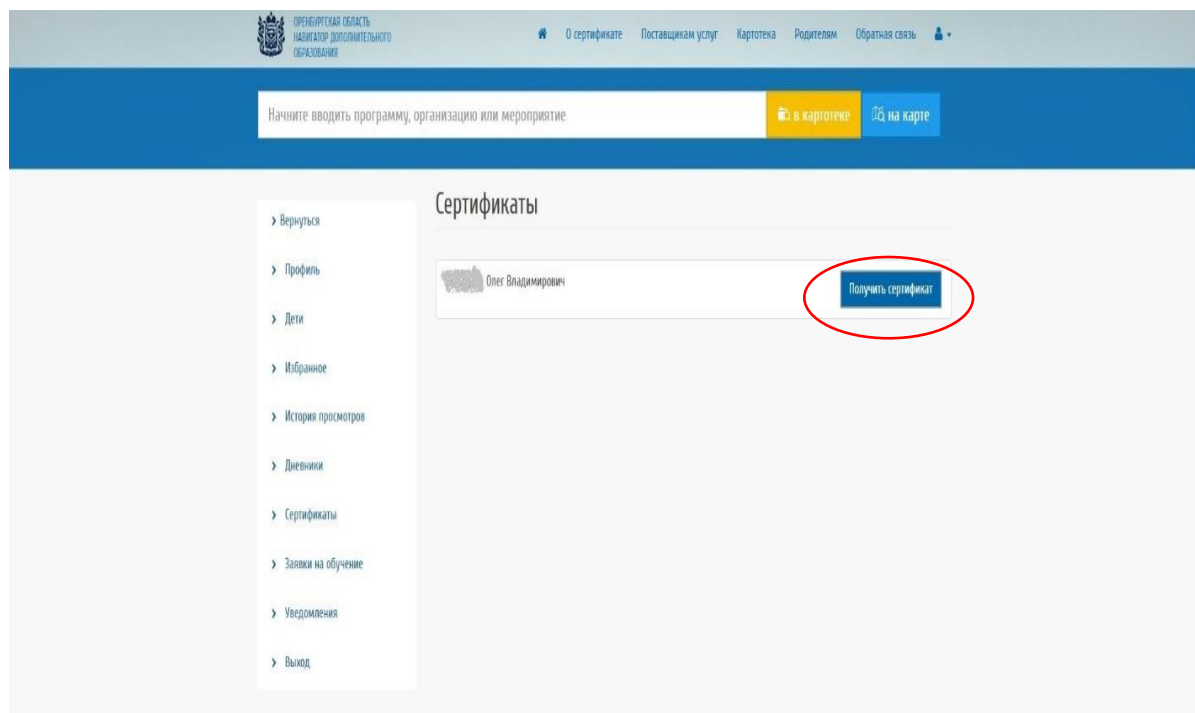 ОРЕНБУРГСКАЯ ОБЛАСТЬ
НАВИГАТОР ДОПОЛНИТЕЛЬНОГО
ОБРАЗОВАНИЯ
О сертификате Поставщикам услуг Картотека Родителям Обратная связь
Начните вводить программу, организацию или мероприятие
в картотеке
на карте
Вернуться
Профиль
Дети
Избранное
История просмотров
Дневники
Сертификаты
Заявки на обучение
Уведомления
Выход
Сертификаты
Олег Владимирович
Получить сертификат